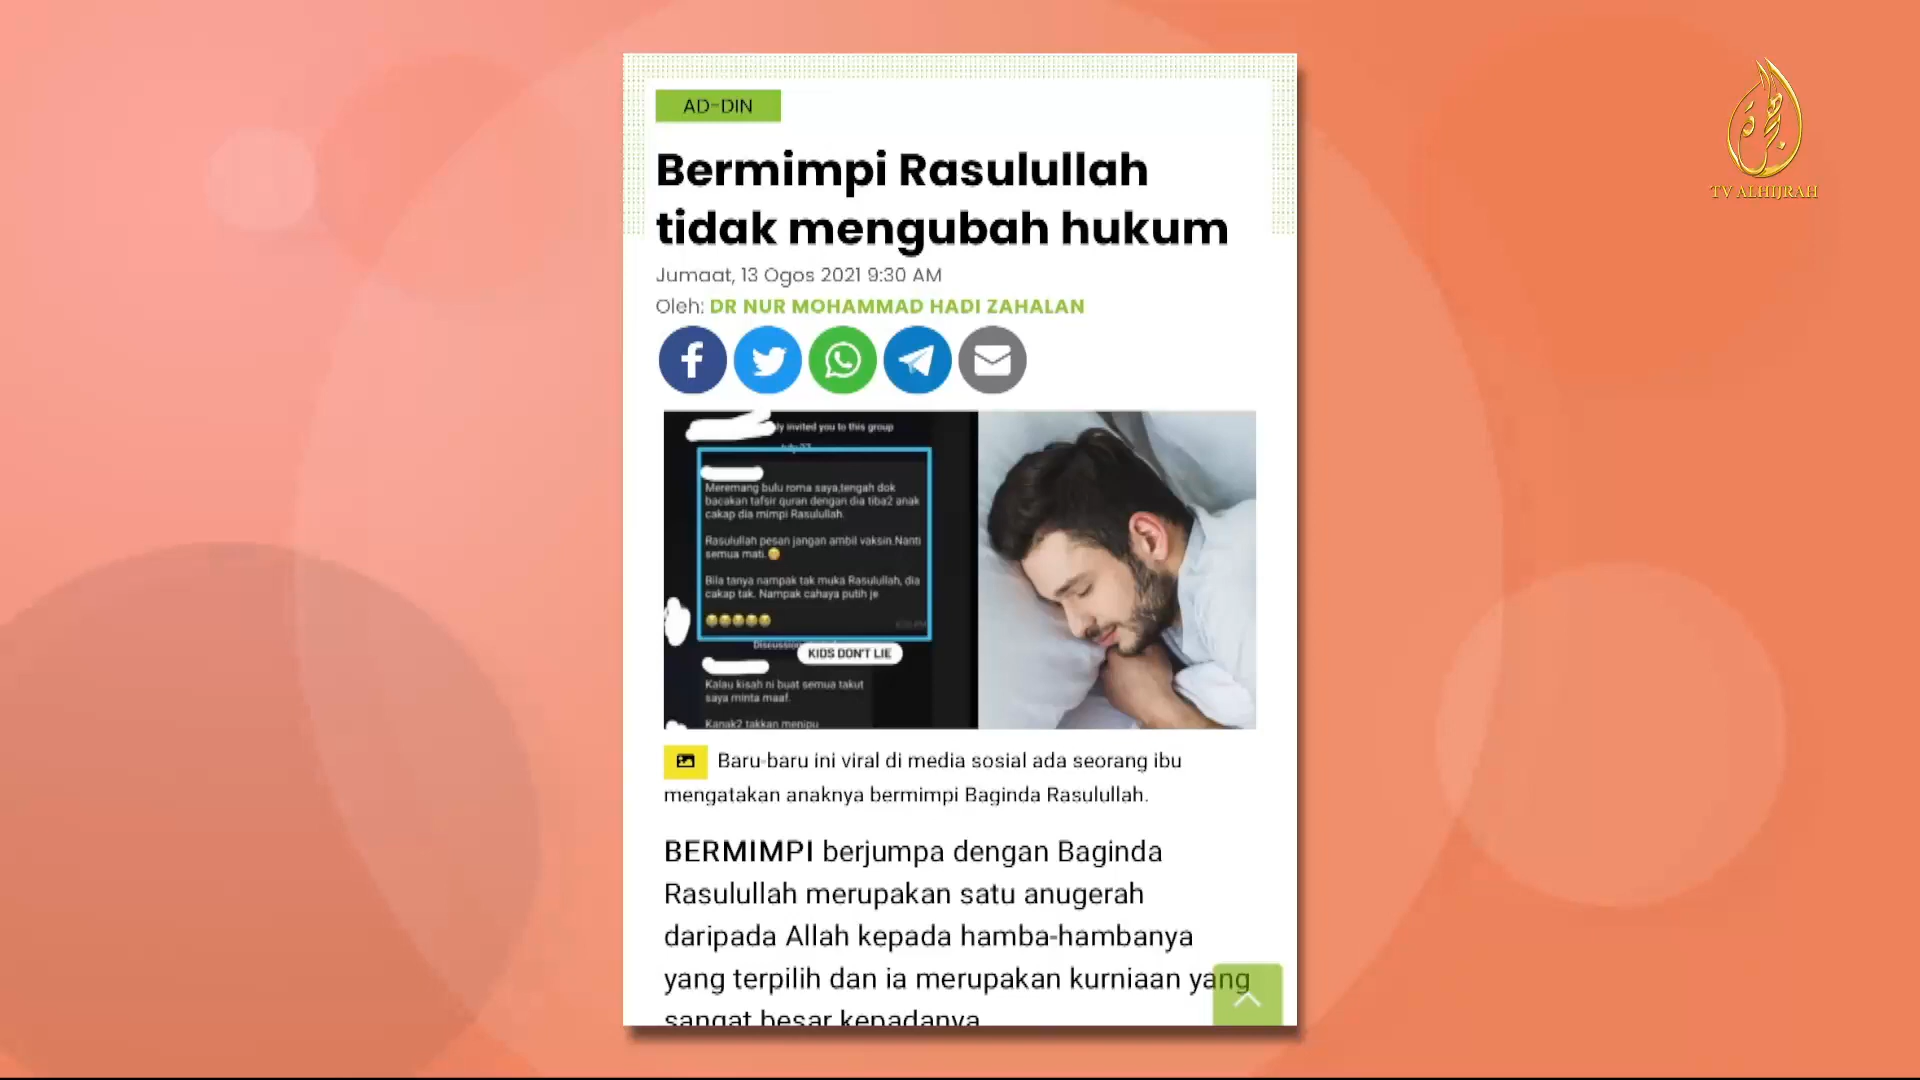 AD-DIN
Bermimpi Rasulullah
tidak mengubah hukum
Jumaat, 13 Ogos 2021 9:30 AM
Oleh: DR NUR MOHAMMAD HADI ZAHALAN
ly invited you to this group
Meremang bulu roma saya,tengah dok
bacakan tafsir quran dengan dia tiba2 anak
cakap dia mimpi Rasulullah.
Rasulullah pesan jangan ambil vaksin.Nanti
semua mati.
Bila tanya nampak tak muka Rasulullah, dia
cakap tak. Nampak cahaya putih je
KIDS DON'T LIE
Kalau kisah ni buat semua takut
saya minta maaf.
Kanak2 takkan menipu
Baru-baru ini viral di media sosial ada seorang ibu
mengatakan anaknya bermimpi Baginda Rasulullah.
BERMIMPI berjumpa dengan Baginda
Rasulullah merupakan satu anugerah
daripada Allah kepada hamba-hambanya
yang terpilih dan ia merupakan kurniaan yang
sangat besar kepadanya
هجرة
TV ALHIJRAH